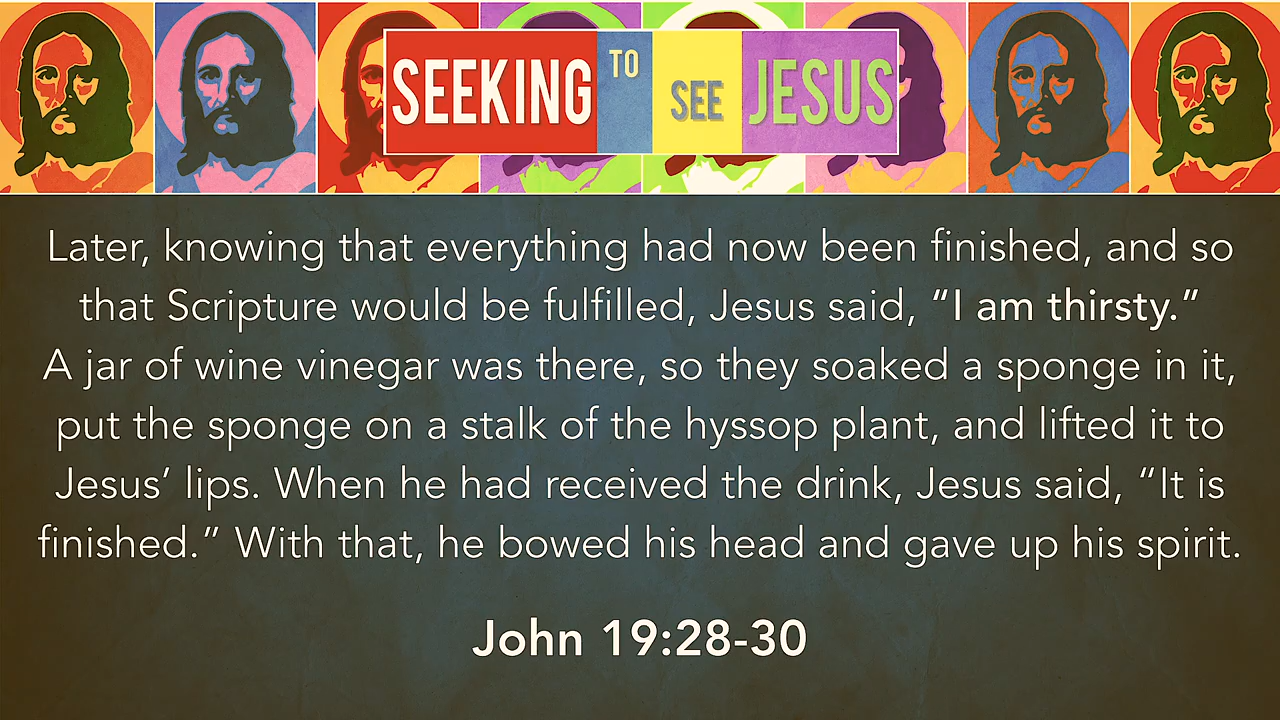 SEEKING TO SEE JESUS
Later, knowing that everything had now been finished, and so
that Scripture would be fulfilled, Jesus said, “I am thirsty.”
A jar of wine vinegar was there, so they soaked a sponge in it,
put the sponge on a stalk of the hyssop plant, and lifted it to
Jesus’ lips. When he had received the drink, Jesus said, “It is
finished.” With that, he bowed his head and gave up his spirit.
John 19:28-30